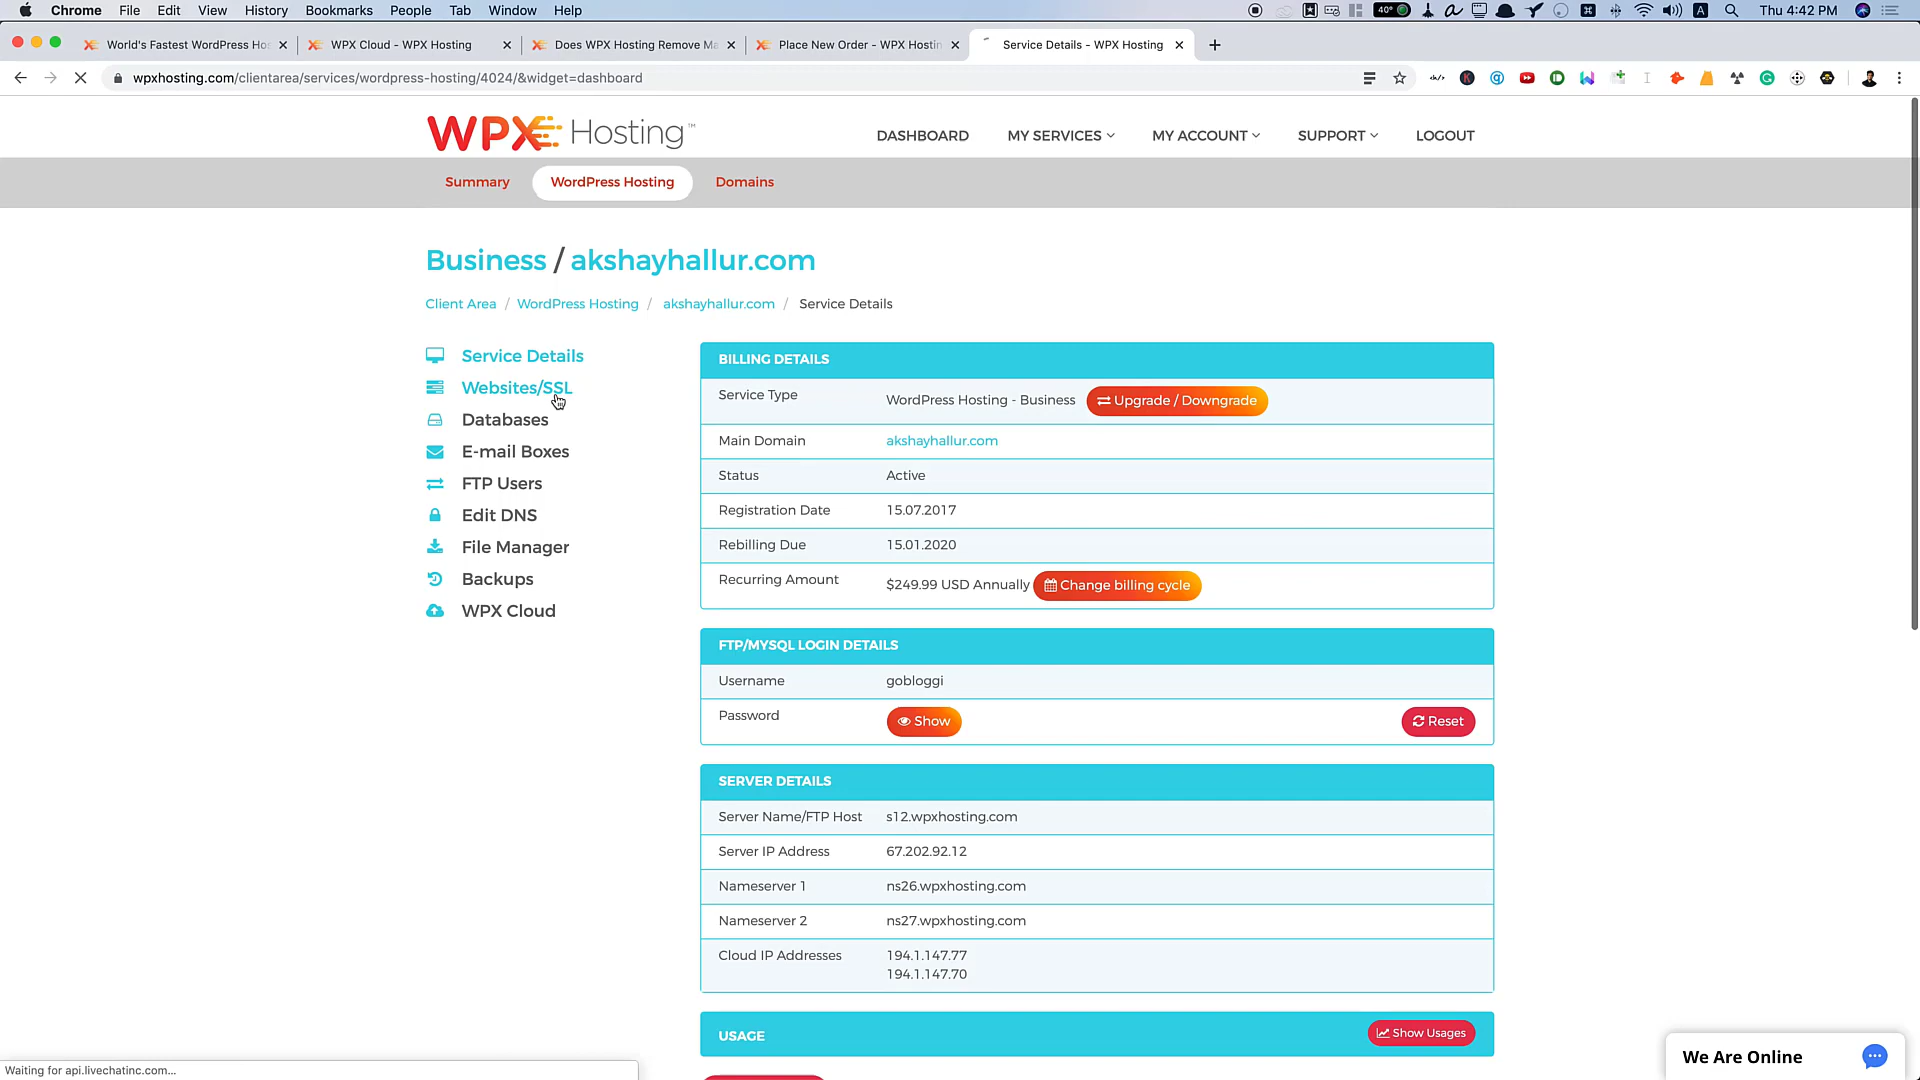 Chrome File Edit View History Bookmarks People Tab Window Help 40° A Thu 4:42 PM
World's Fastest WordPress Ho WPX Cloud - WPX Hosting Does WPX Hosting Remove Ma Place New Order - WPX Hostin Service Details - WPX Hosting
wpxhosting.com/clientarea/services/wordpress-hosting/4024/&widget=dashboard
WPX Hosting™ DASHBOARD MY SERVICES MY ACCOUNT SUPPORT LOGOUT
Summary WordPress Hosting Domains
Business / akshayhallur.com
Client Area / WordPress Hosting / akshayhallur.com / Service Details
Service Details
Websites/SSL
Databases
E-mail Boxes
FTP Users
Edit DNS
File Manager
Backups
WPX Cloud
BILLING DETAILS
Service Type WordPress Hosting - Business Upgrade / Downgrade
Main Domain akshayhallur.com
Status Active
Registration Date 15.07.2017
Rebilling Due 15.01.2020
Recurring Amount $249.99 USD Annually Change billing cycle
FTP/MYSQL LOGIN DETAILS
Username gobloggi
Password Show Reset
SERVER DETAILS
Server Name/FTP Host s12.wpxhosting.com
Server IP Address 67.202.92.12
Nameserver 1 ns26.wpxhosting.com
Nameserver 2 ns27.wpxhosting.com
Cloud IP Addresses 194.1.147.77
194.1.147.70
USAGE Show Usages
We Are Online
Waiting for api.livechatinc.com...